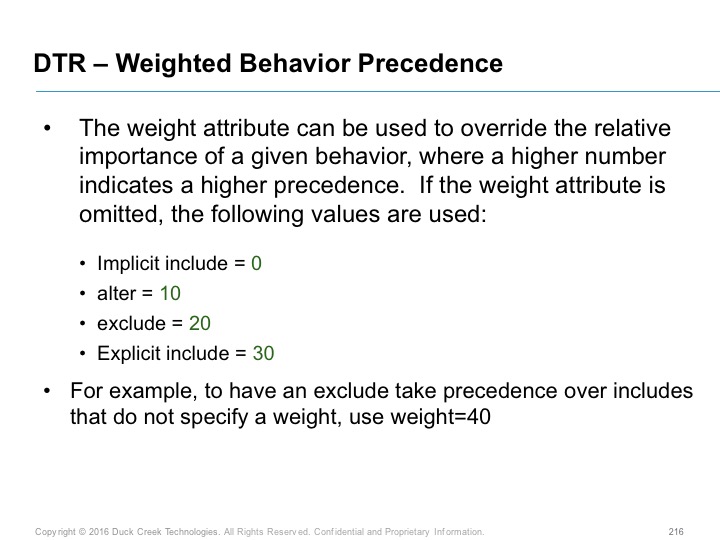 DTR – Weighted Behavior Precedence
• The weight attribute can be used to override the relative
importance of a given behavior, where a higher number
indicates a higher precedence.  If the weight attribute is
omitted, the following values are used:
• Implicit include = 0
• alter = 10
• exclude = 20
• Explicit include = 30
• For example, to have an exclude take precedence over includes
that do not specify a weight, use weight=40
Copyright © 2016 Duck Creek Technologies. All Rights Reserved. Confidential and Proprietary Information. 216